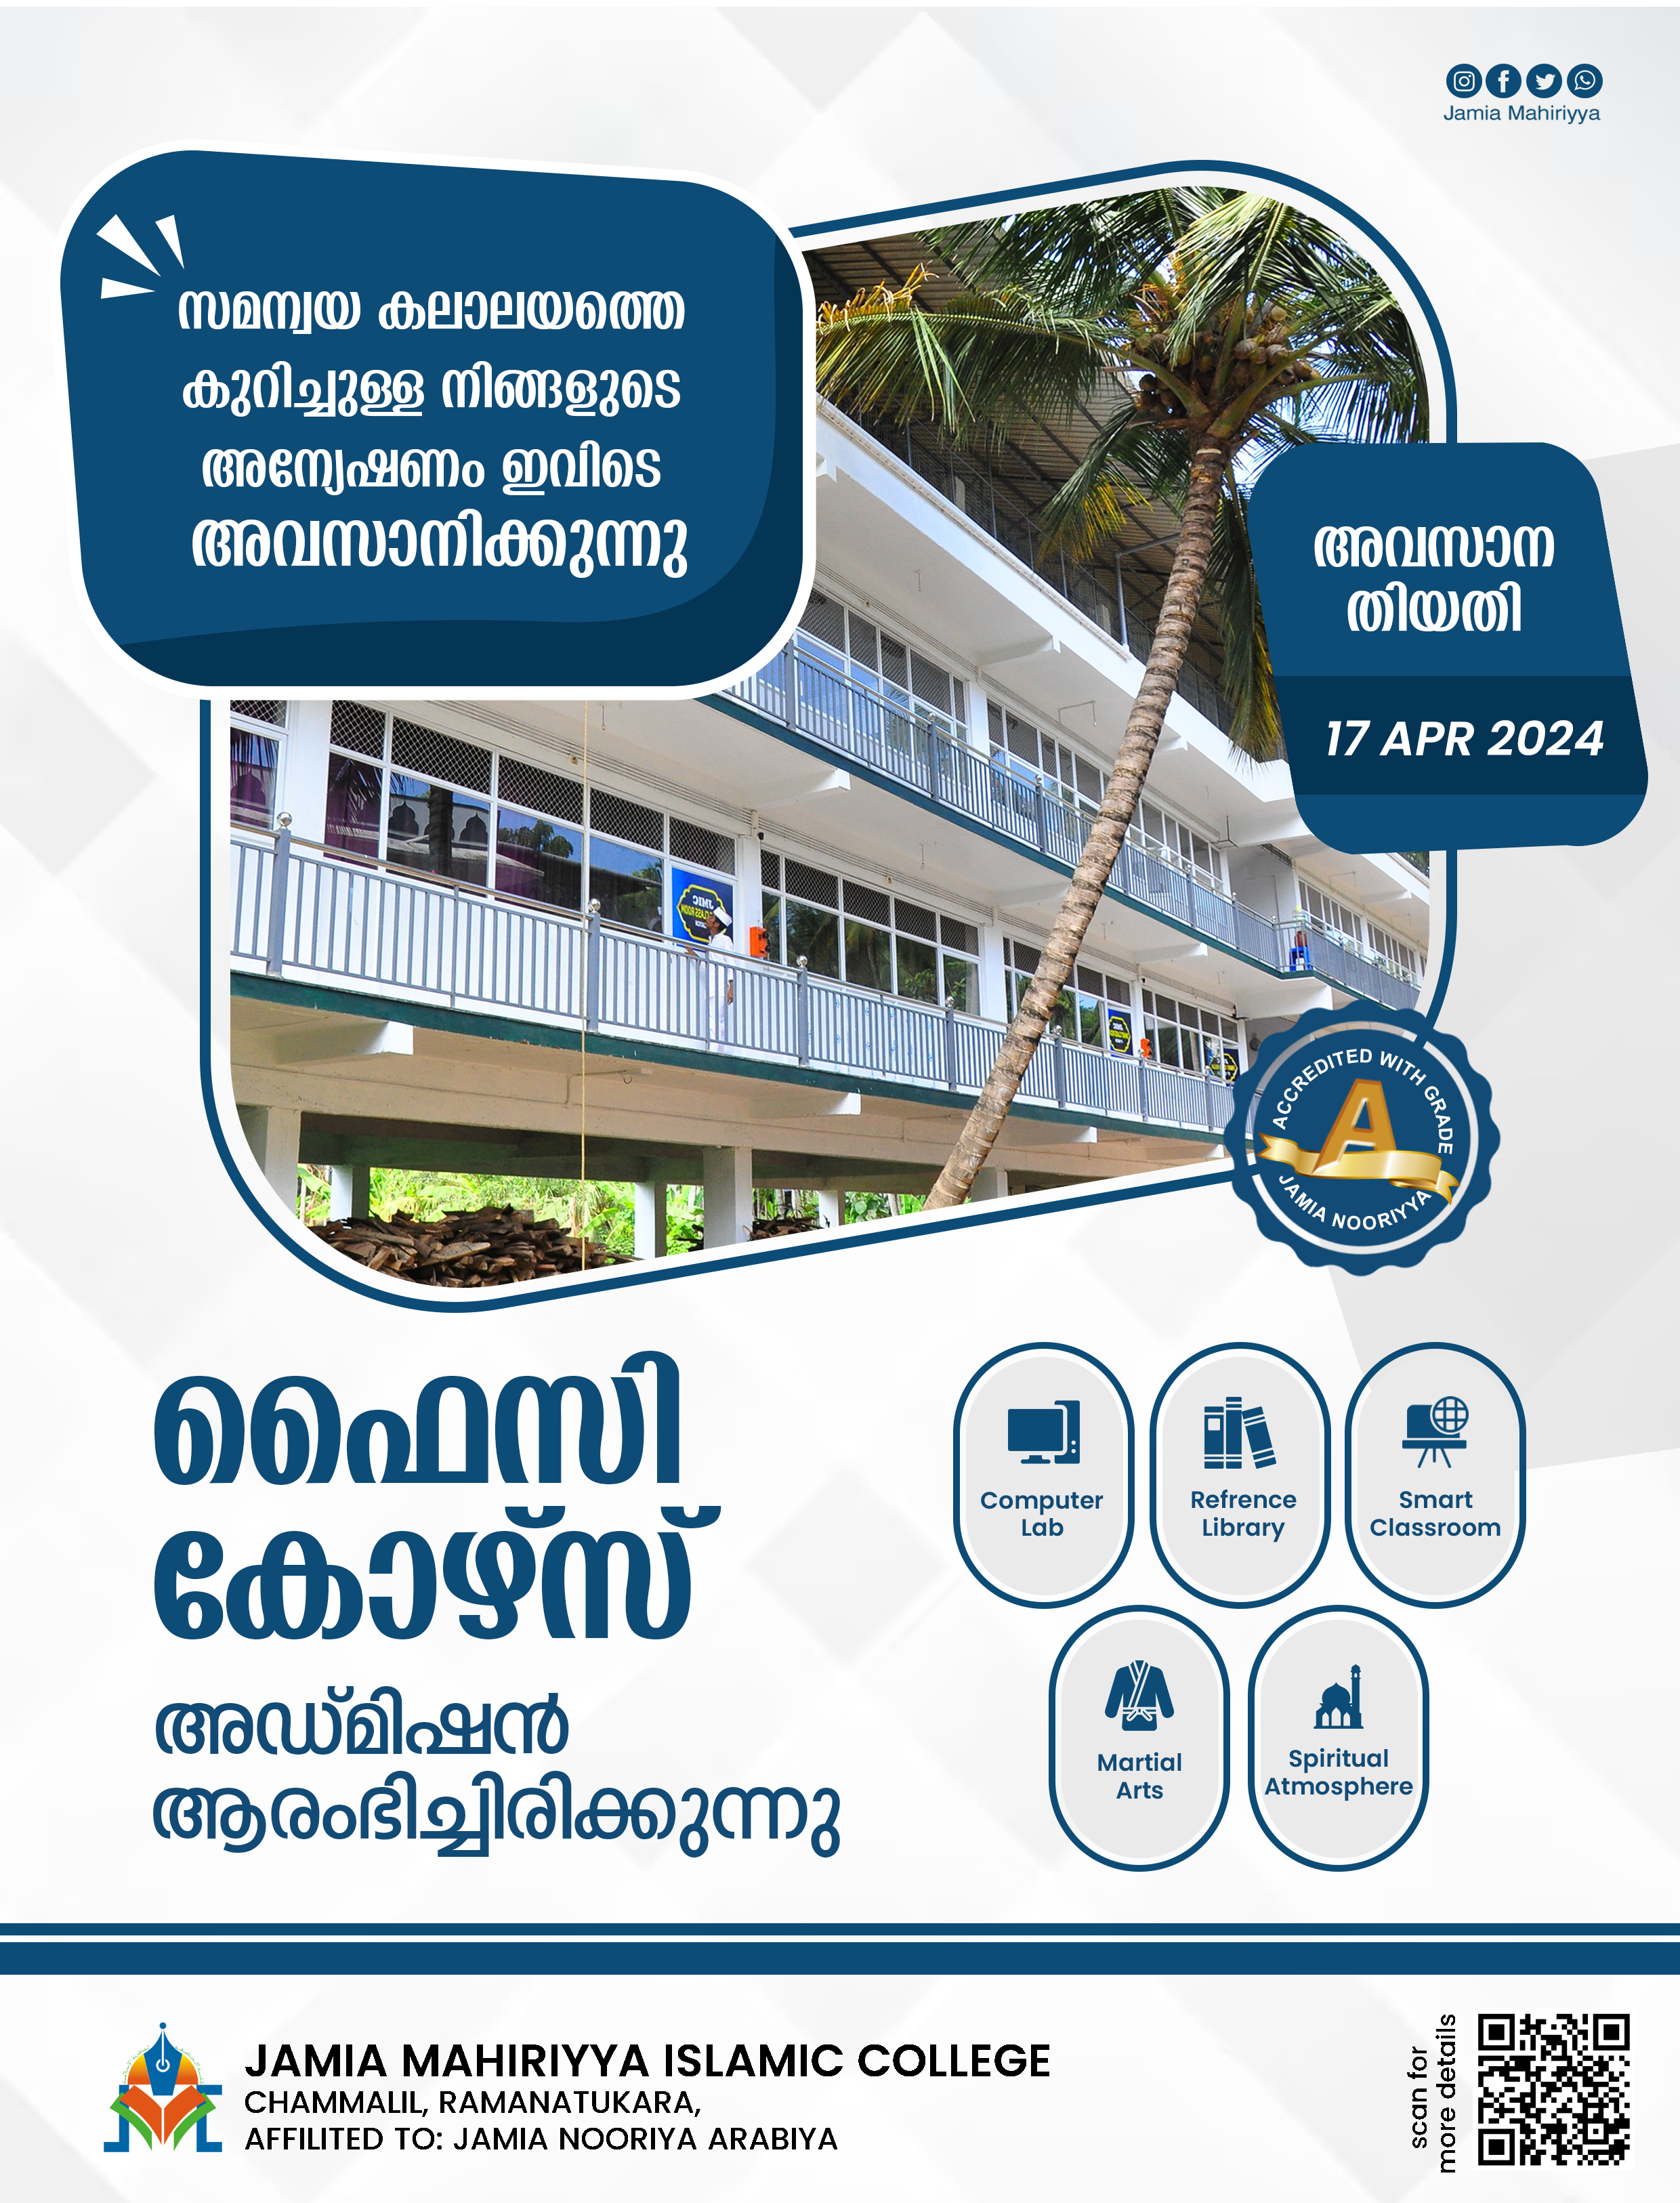 Jamia Mahiriyya
സമന്വയ കലാലയത്തെ
കുറിച്ചുള്ള നിങ്ങളുടെ
അന്വേഷണം ഇവിടെ
അവസാനിക്കുന്നു
അവസാന
തിയതി
17 APR 2024
JMIC
ACCREDITED WITH GRADE
A
JAMIA NOORIYYA
ഫൈസി
കോഴ്സ്
അഡ്മിഷൻ
ആരംഭിച്ചിരിക്കുന്നു
Computer
Lab
Refrence
Library
Smart
Classroom
Martial
Arts
Spiritual
Atmosphere
JAMIA MAHIRIYYA ISLAMIC COLLEGE
CHAMMALIL, RAMANATUKARA,
AFFILITED TO: JAMIA NOORIYA ARABIYA
scan for
more details